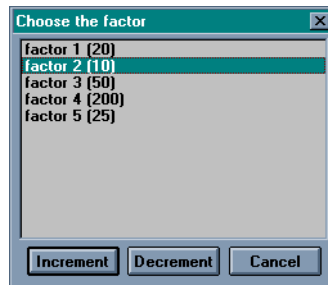 Choose the factor
factor 1 (20)
factor 2 (10)
factor 3 (50)
factor 4 (200)
factor 5 (25)
Increment Decrement Cancel